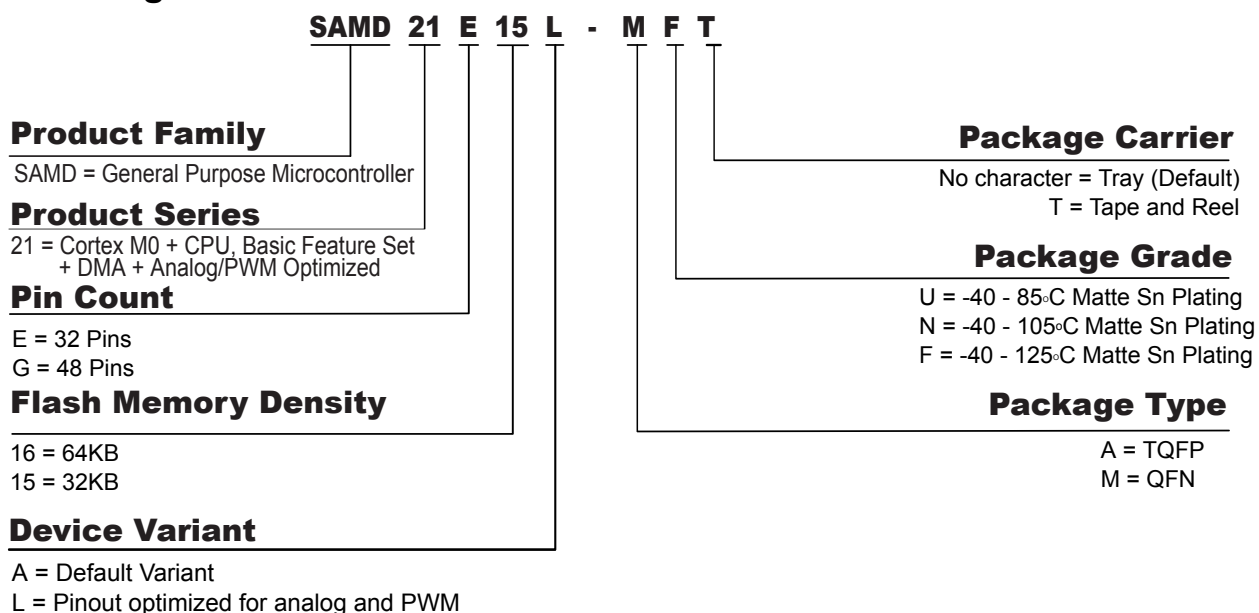 SAMD 21 E 15 L - M F T
Product Family
SAMD = General Purpose Microcontroller
Product Series
21 = Cortex M0 + CPU, Basic Feature Set
+ DMA + Analog/PWM Optimized
Pin Count
E = 32 Pins
G = 48 Pins
Flash Memory Density
16 = 64KB
15 = 32KB
Device Variant
A = Default Variant
L = Pinout optimized for analog and PWM
Package Carrier
No character = Tray (Default)
T = Tape and Reel
Package Grade
U = -40 - 85◦C Matte Sn Plating
N = -40 - 105◦C Matte Sn Plating
F = -40 - 125◦C Matte Sn Plating
Package Type
A = TQFP
M = QFN